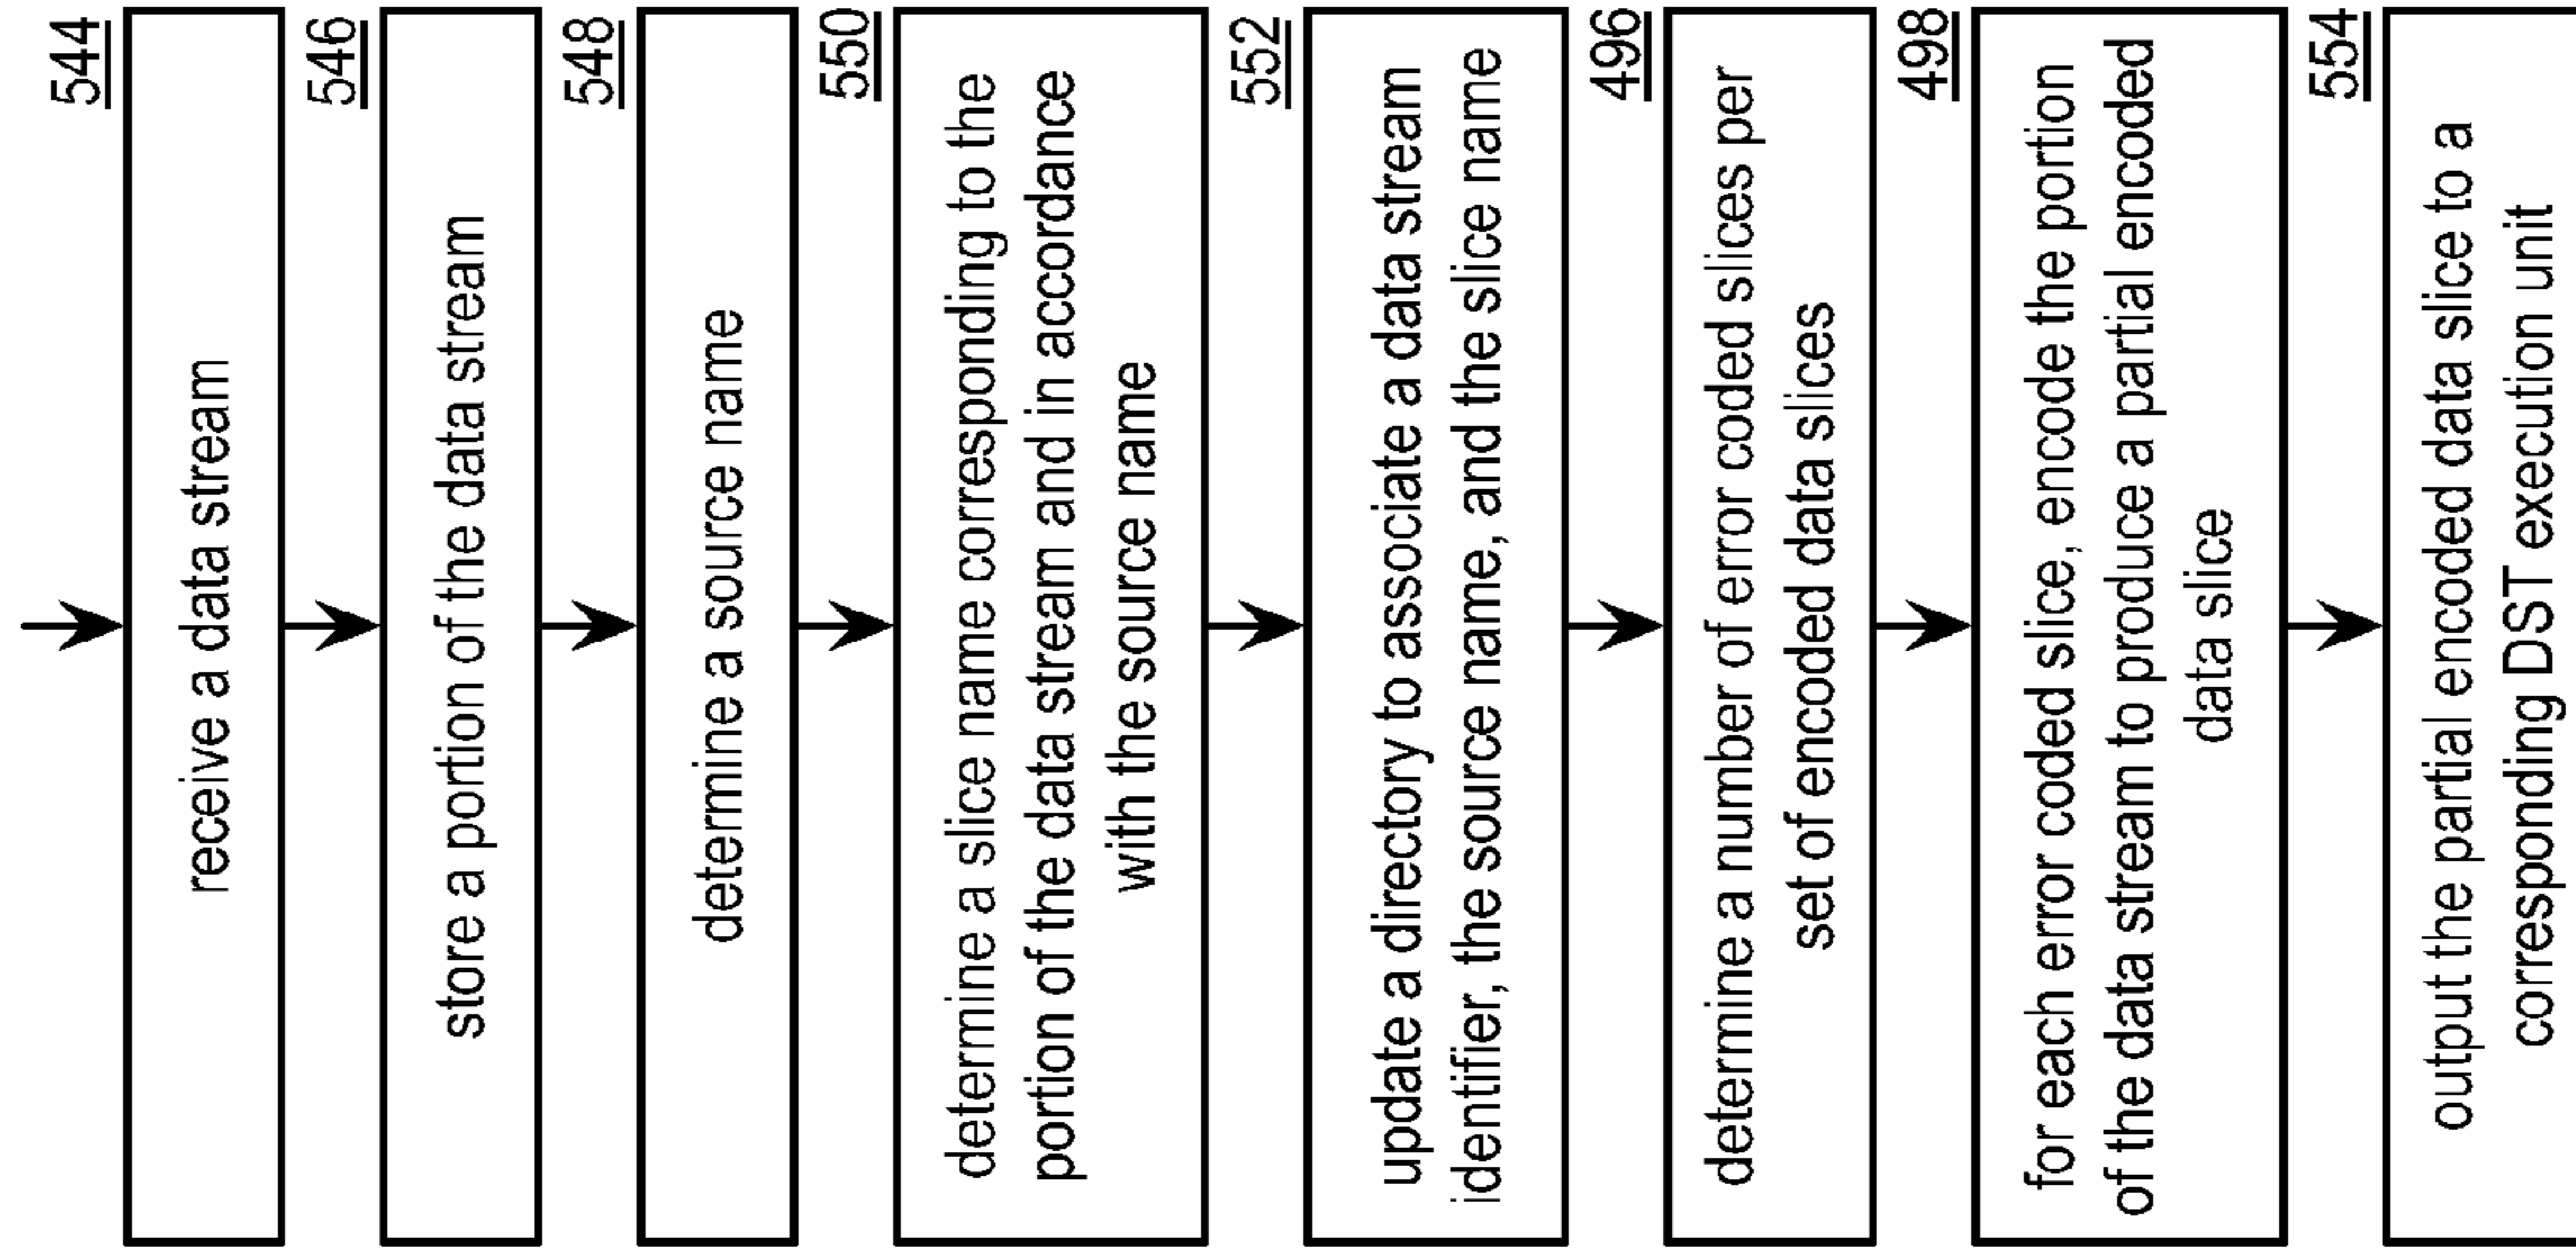 544
receive a data stream
546
store a portion of the data stream
548
determine a source name
550
determine a slice name corresponding to the
portion of the data stream and in accordance
with the source name
552
update a directory to associate a data stream
identifier, the source name, and the slice name
496
determine a number of error coded slices per
set of encoded data slices
498
for each error coded slice, encode the portion
of the data stream to produce a partial encoded
data slice
554
output the partial encoded data slice to a
corresponding DST execution unit